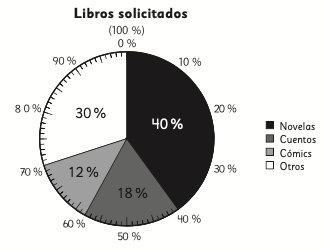 Libros solicitados
(100 %)
0 %
10 %
20 %
30 %
40 %
50 %
60 %
70 %
8 0 %
90 %
40 %
18 %
12 %
30 %
Novelas
Cuentos
Cómics
Otros